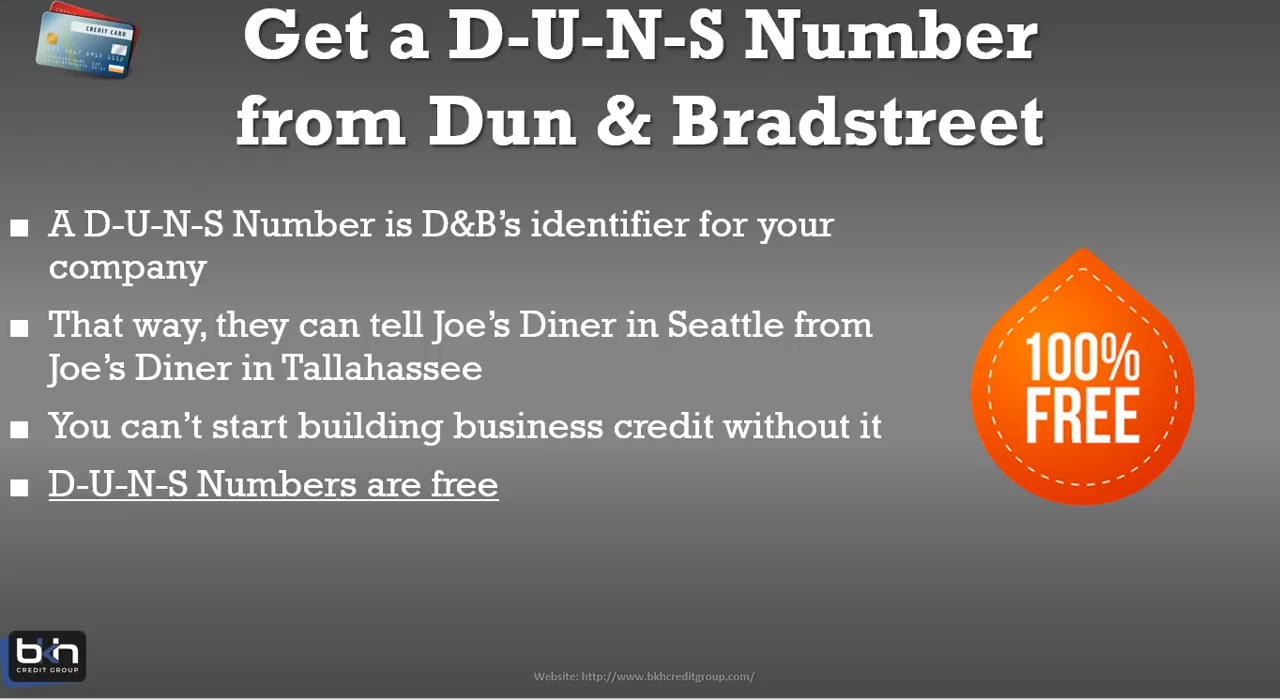 CREDIT CARD
Get a D-U-N-S Number
from Dun & Bradstreet
■ A D-U-N-S Number is D&B’s identifier for your
company
■ That way, they can tell Joe’s Diner in Seattle from
Joe’s Diner in Tallahassee
■ You can’t start building business credit without it
■ D-U-N-S Numbers are free
100%
FREE
bkh
CREDIT GROUP
Website: http://www.bkhcreditgroup.com/